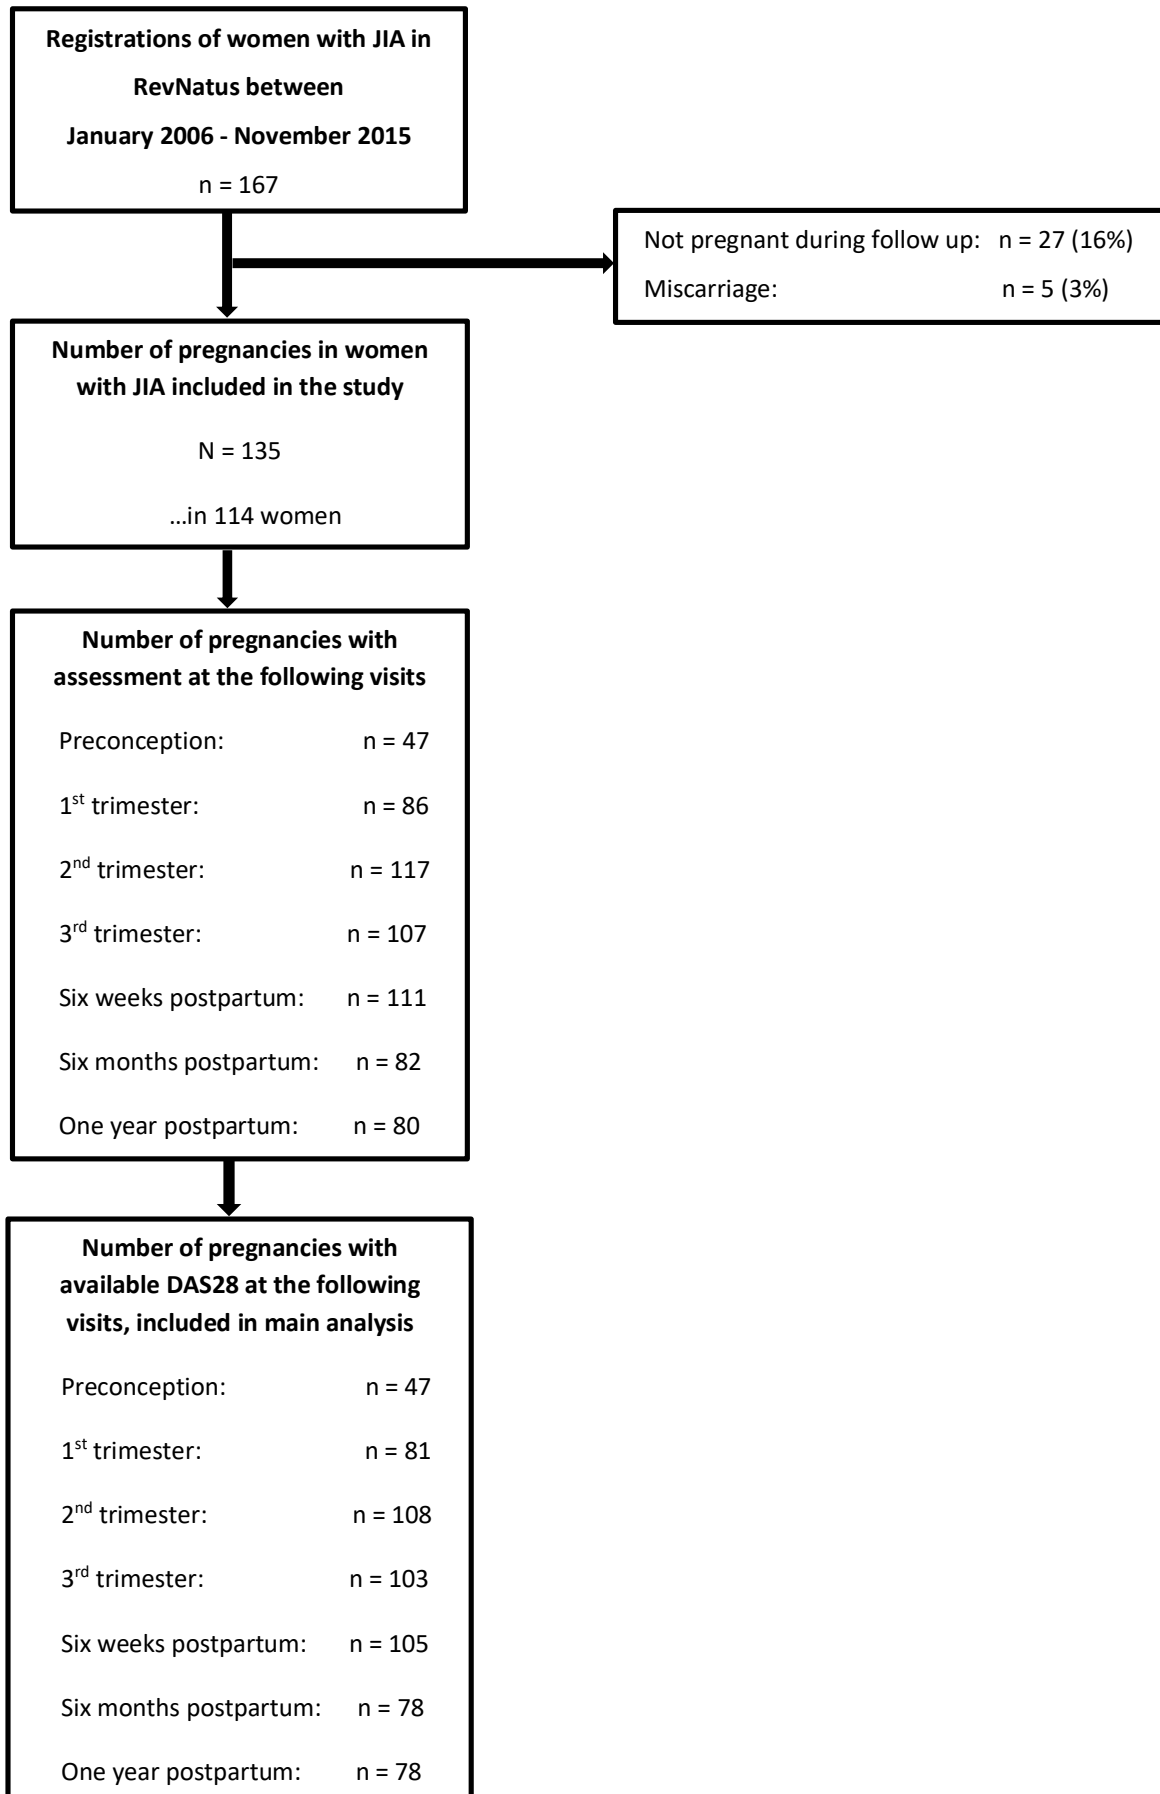 Registrations of women with JIA in
RevNatus between
January 2006 - November 2015
n = 167
Not pregnant during follow up: n = 27 (16%)
Miscarriage: n = 5 (3%)
Number of pregnancies in women
with JIA included in the study
N = 135
...in 114 women
Number of pregnancies with
assessment at the following visits
Preconception: n = 47
1st trimester: n = 86
2nd trimester: n = 117
3rd trimester: n = 107
Six weeks postpartum: n = 111
Six months postpartum: n = 82
One year postpartum: n = 80
Number of pregnancies with
available DAS28 at the following
visits, included in main analysis
Preconception: n = 47
1st trimester: n = 81
2nd trimester: n = 108
3rd trimester: n = 103
Six weeks postpartum: n = 105
Six months postpartum: n = 78
One year postpartum: n = 78